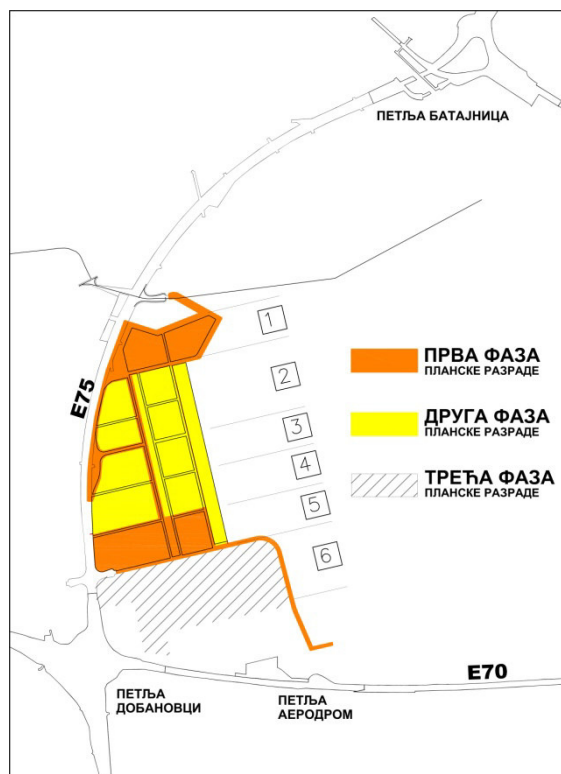 ПЕТЉА БАТАЈНИЦА
1
2
3
4
5
6
E75
ПРВА ФАЗА
ПЛАНСКЕ РАЗРАДЕ
ДРУГА ФАЗА
ПЛАНСКЕ РАЗРАДЕ
ТРЕЋА ФАЗА
ПЛАНСКЕ РАЗРАДЕ
E70
ПЕТЉА
ДОБАНОВЦИ
ПЕТЉА
АЕРОДРОМ